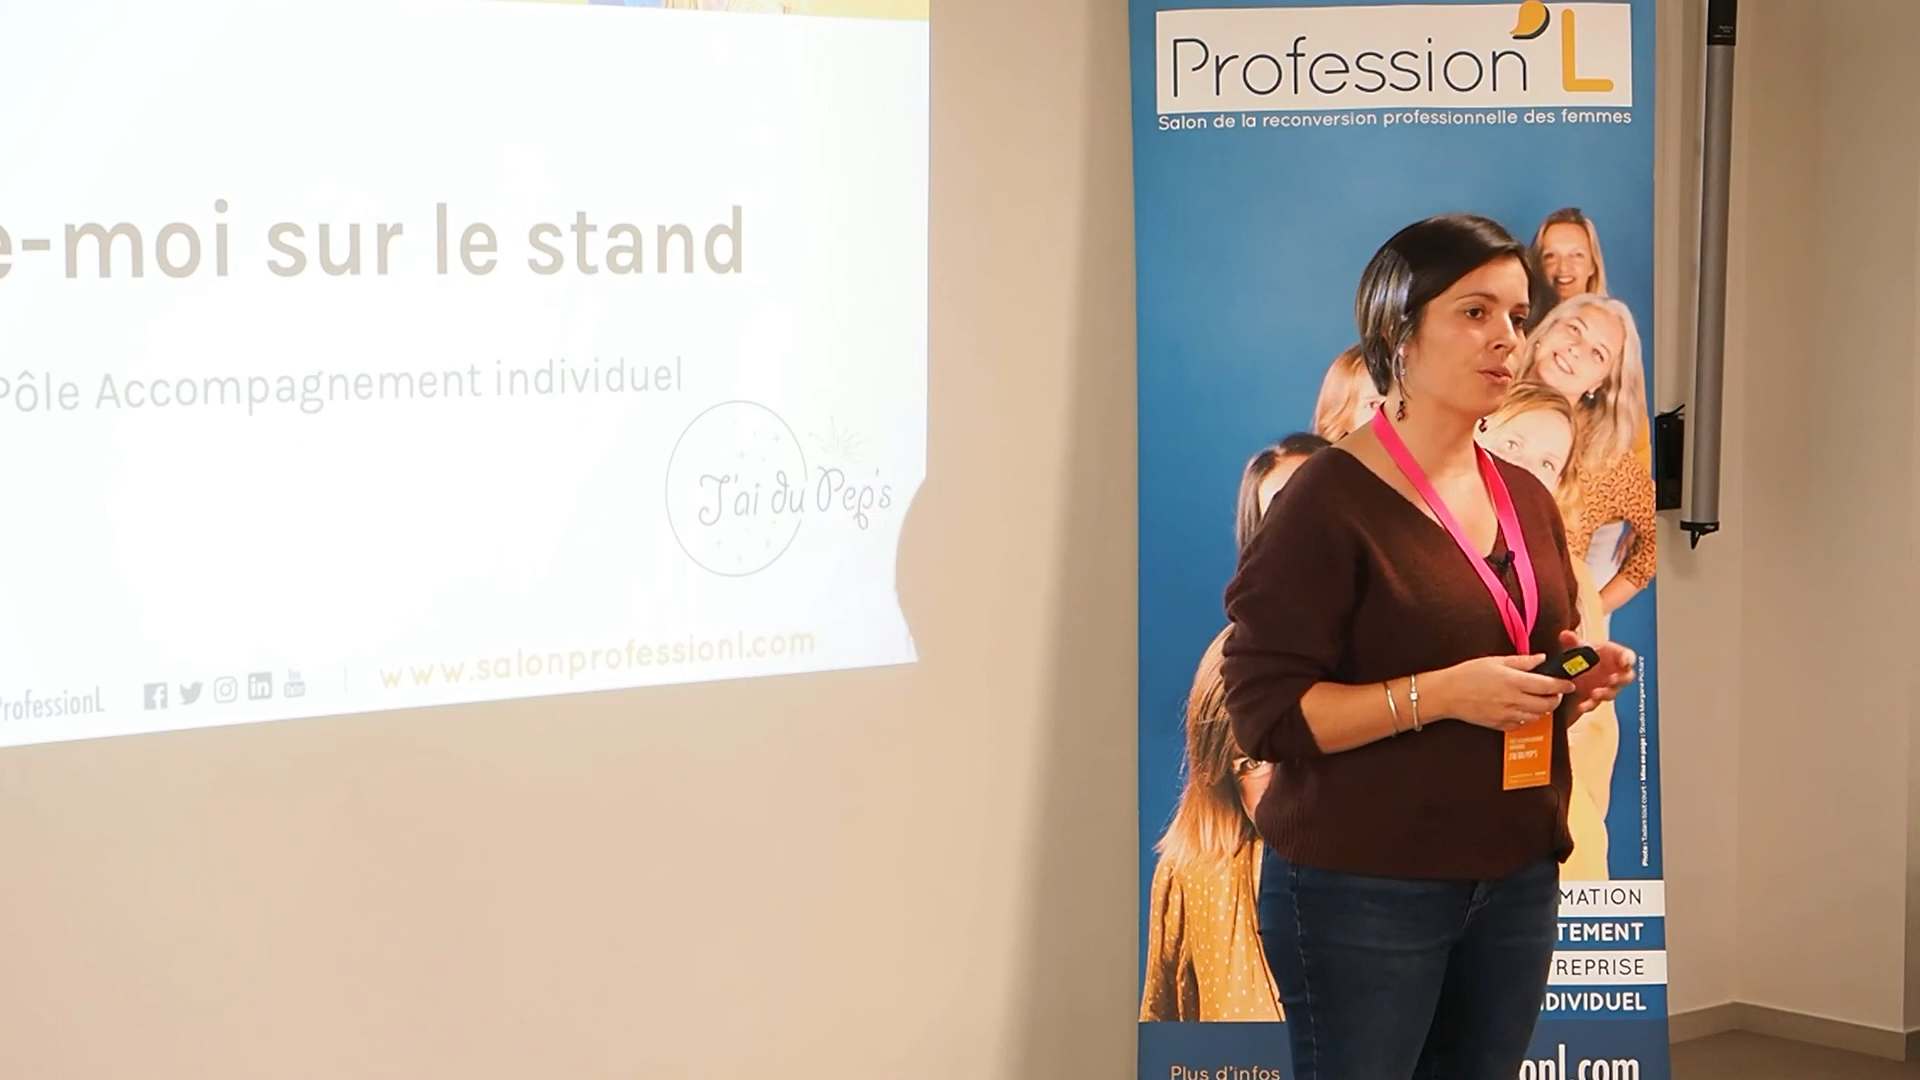 e-moi sur le stand
Pôle Accompagnement individuel
J'ai du Pep's
www.salonprofessionl.com
ProfessionL
Profession'L
Salon de la reconversion professionnelle des femmes
MATION
TEMENT
TREPRISE
DIVIDUEL
Plus d'infos
onl.com